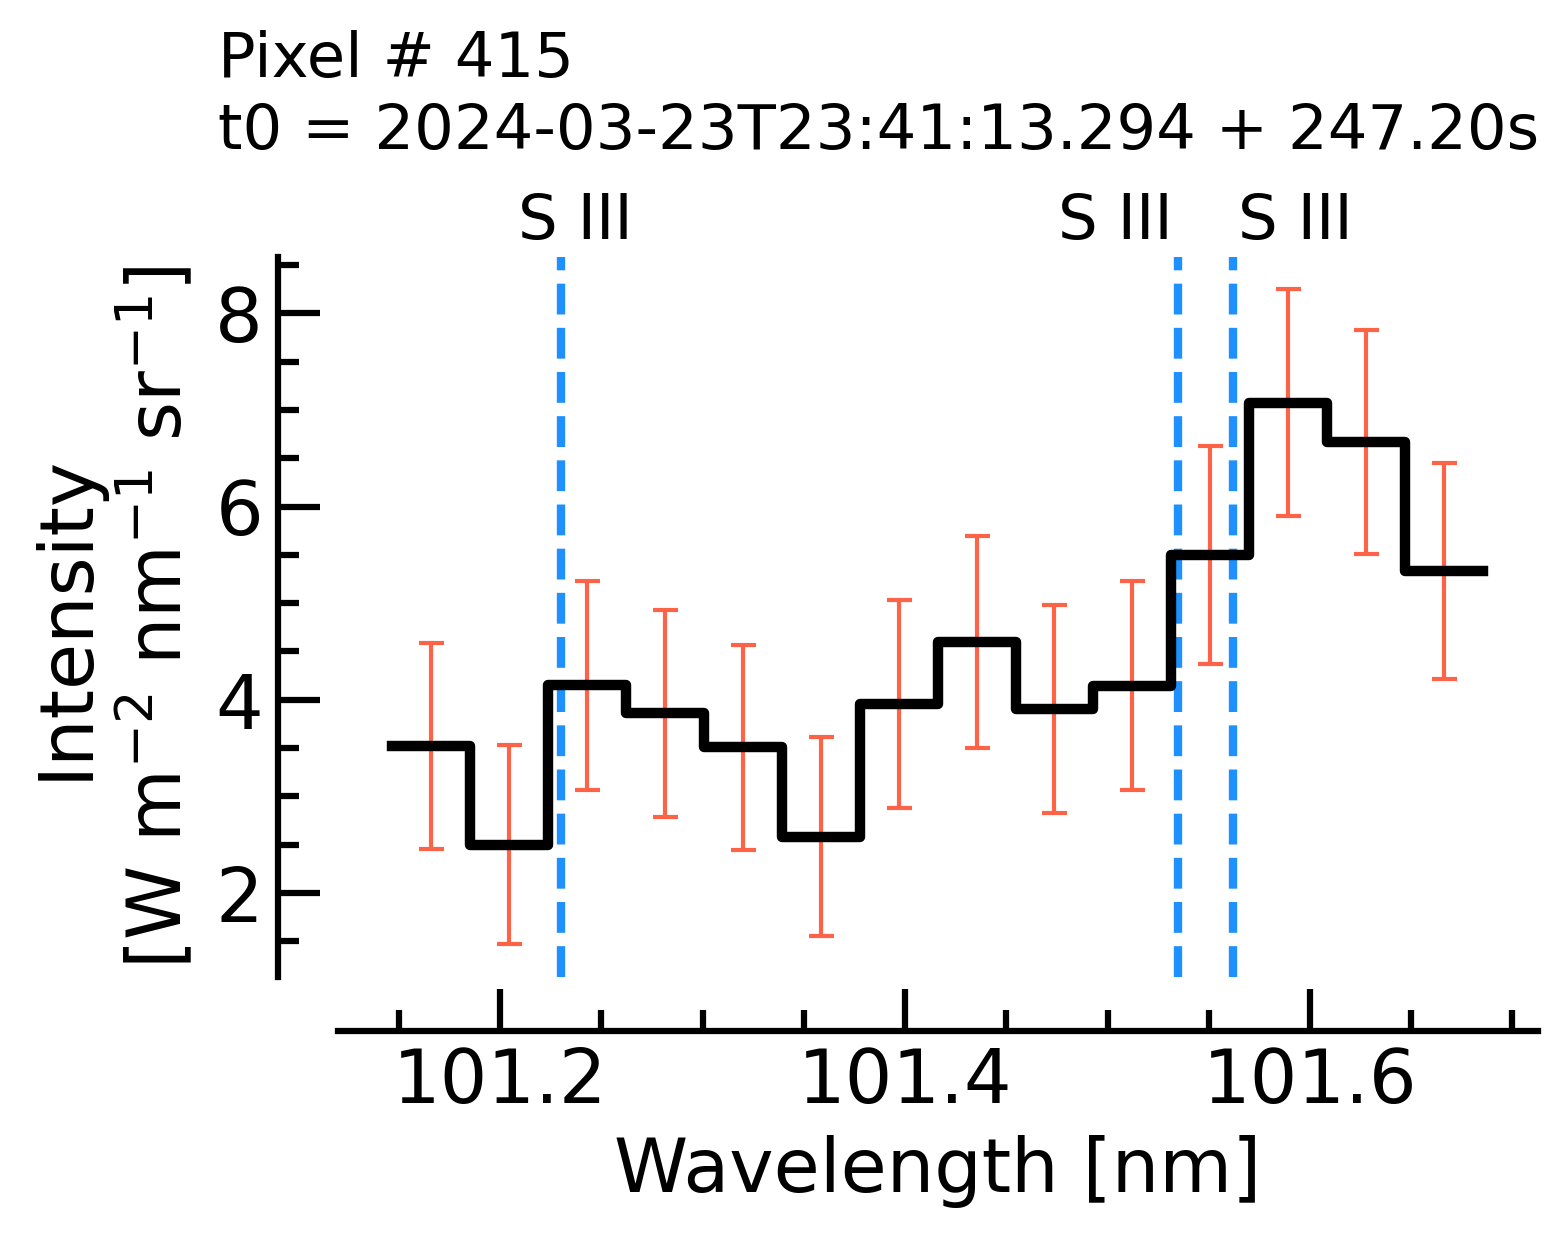 Pixel # 415
t0 = 2024-03-23T23:41:13.294 + 247.20s
S III S III S III
Intensity
[W m⁻² nm⁻¹ sr⁻¹]
8
6
4
2
101.2 101.4 101.6
Wavelength [nm]